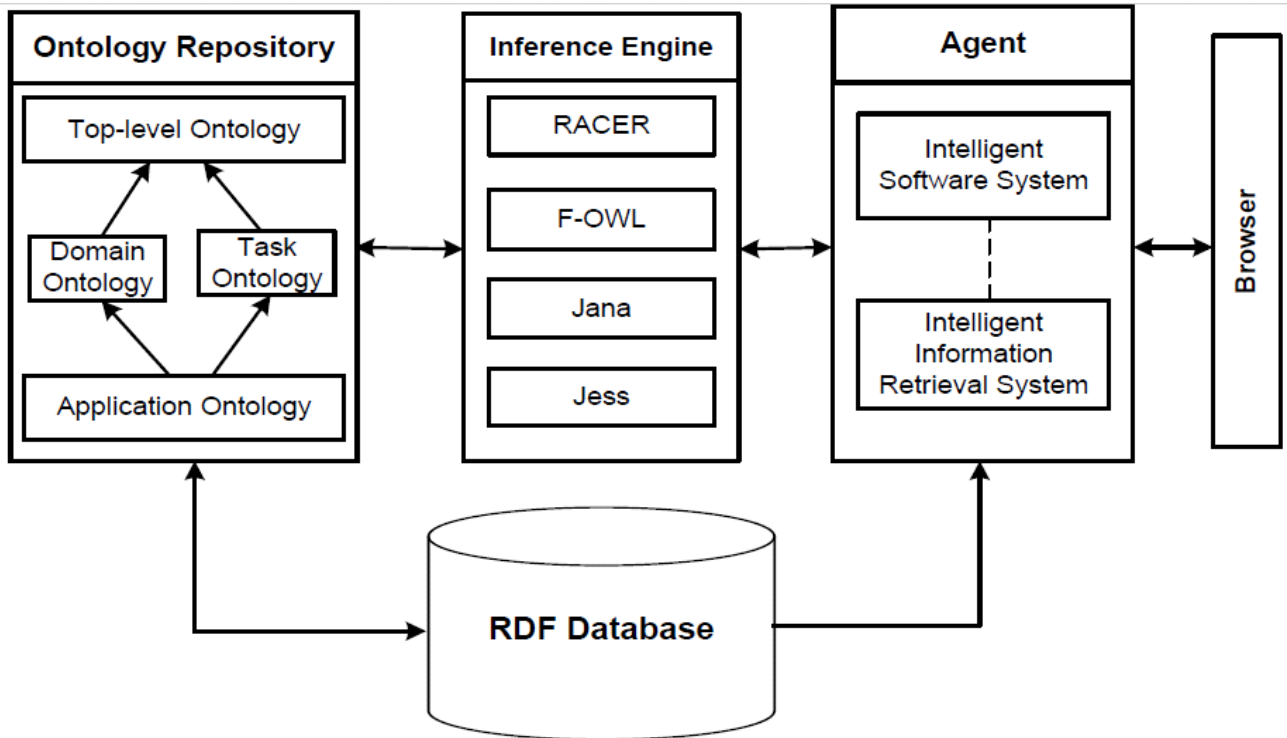 Ontology Repository
Top-level Ontology
Domain
Ontology
Task
Ontology
Application Ontology
Inference Engine
RACER
F-OWL
Jana
Jess
Agent
Intelligent
Software System
Intelligent
Information
Retrieval System
Browser
RDF Database